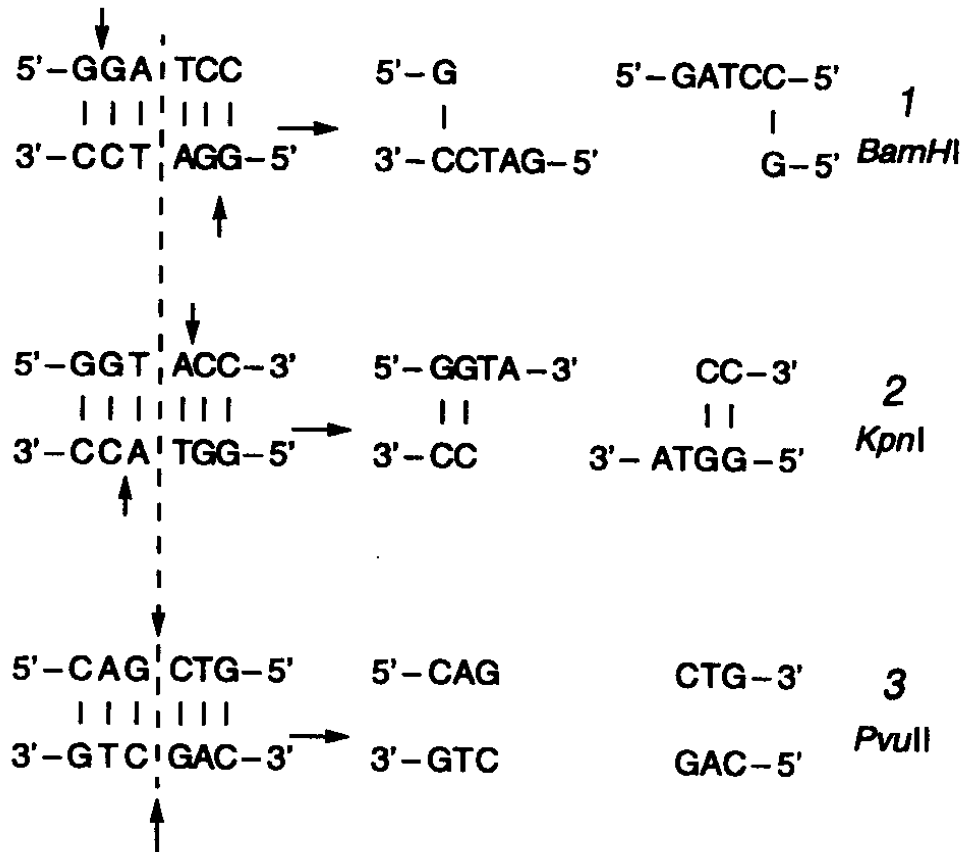 5'-GGA TCC 5'-G 5'-GATCC-5' 1
3'-CCT AGG-5' 3'-CCTAG-5' G-5' BamHI
5'-GGT ACC-3' 5'-GGTA-3' CC-3' 2
3'-CCA TGG-5' 3'-CC 3'-ATGG-5' KpnI
5'-CAG CTG-5' 5'-CAG CTG-3' 3
3'-GTC GAC-3' 3'-GTC GAC-5' PvuII